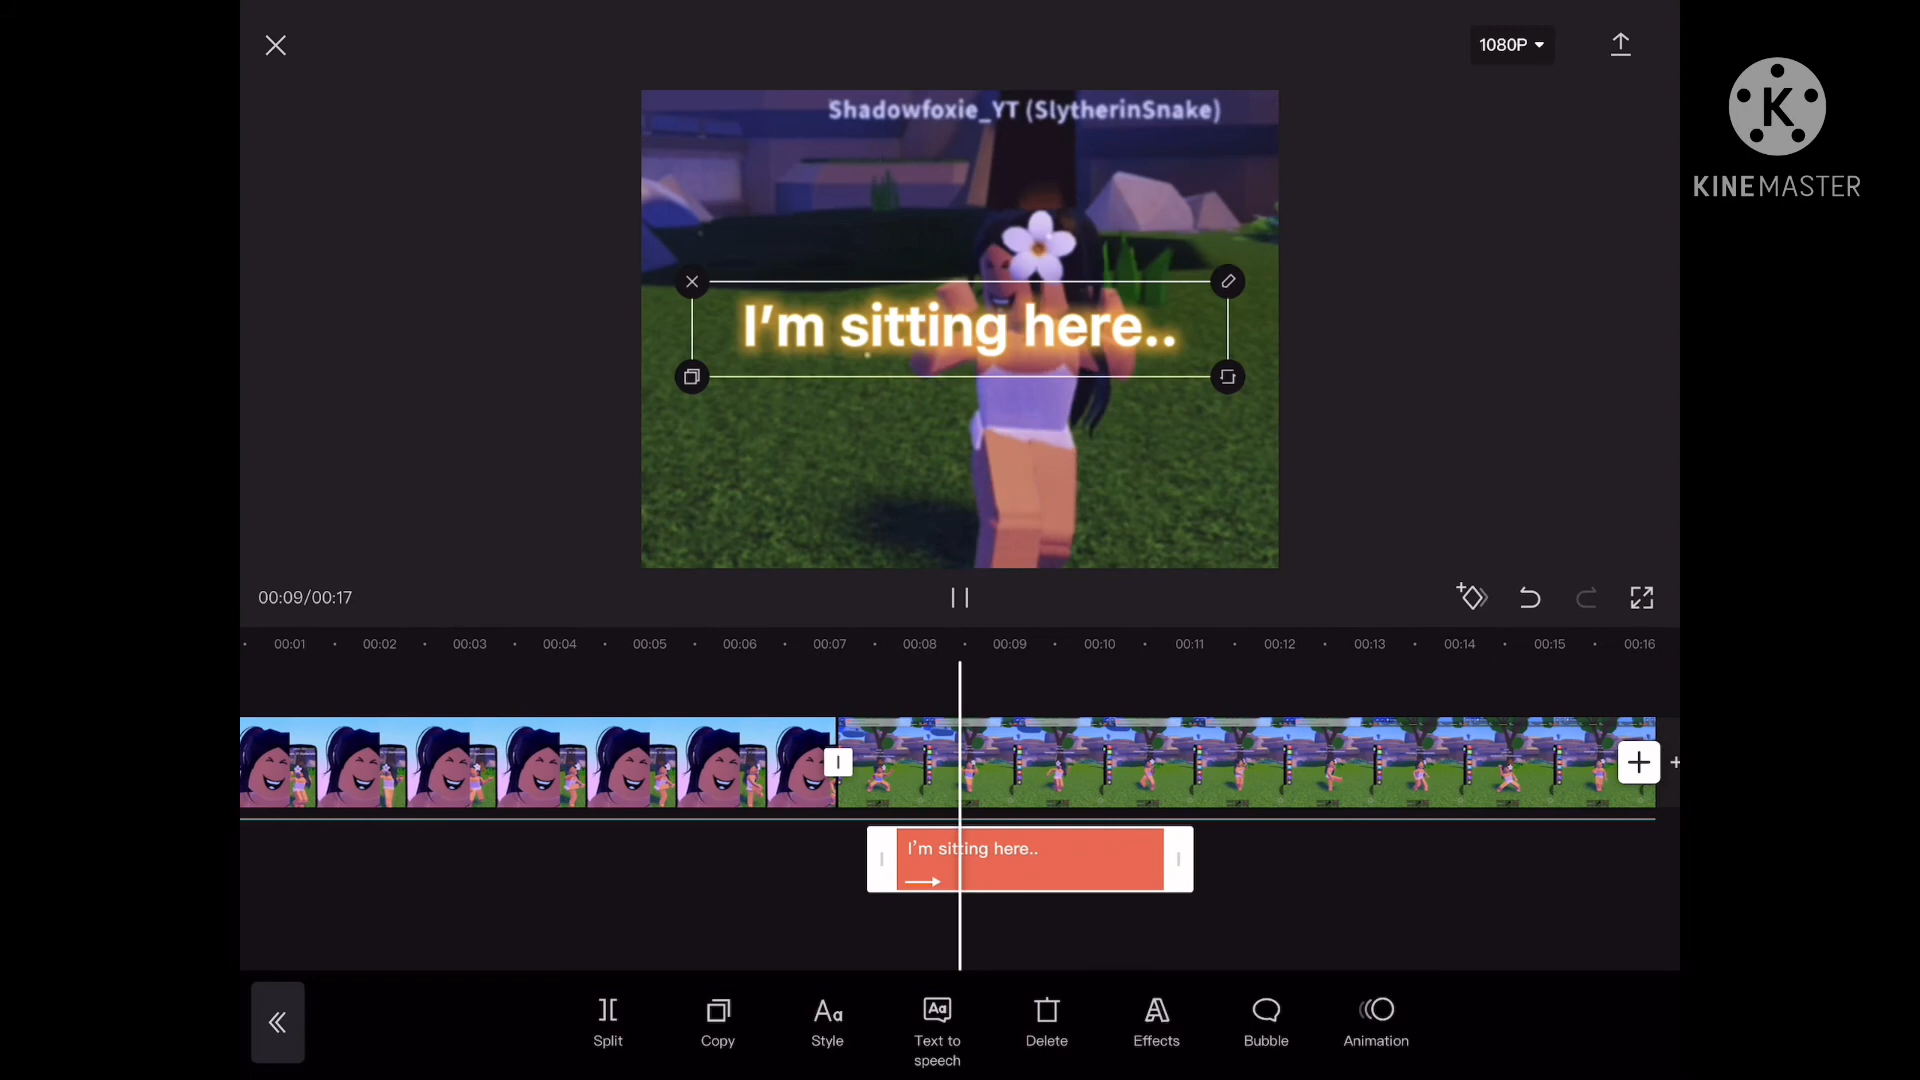 1080P
KINEMASTER
Shadowfoxie_YT (SlytherinSnake)
I'm sitting here..
00:09/00:17
00:01 00:02 00:03 00:04 00:05 00:06 00:07 00:08 00:09 00:10 00:11 00:12 00:13 00:14 00:15 00:16
I'm sitting here..
Split Copy Style Text to speech Delete Effects Bubble Animation